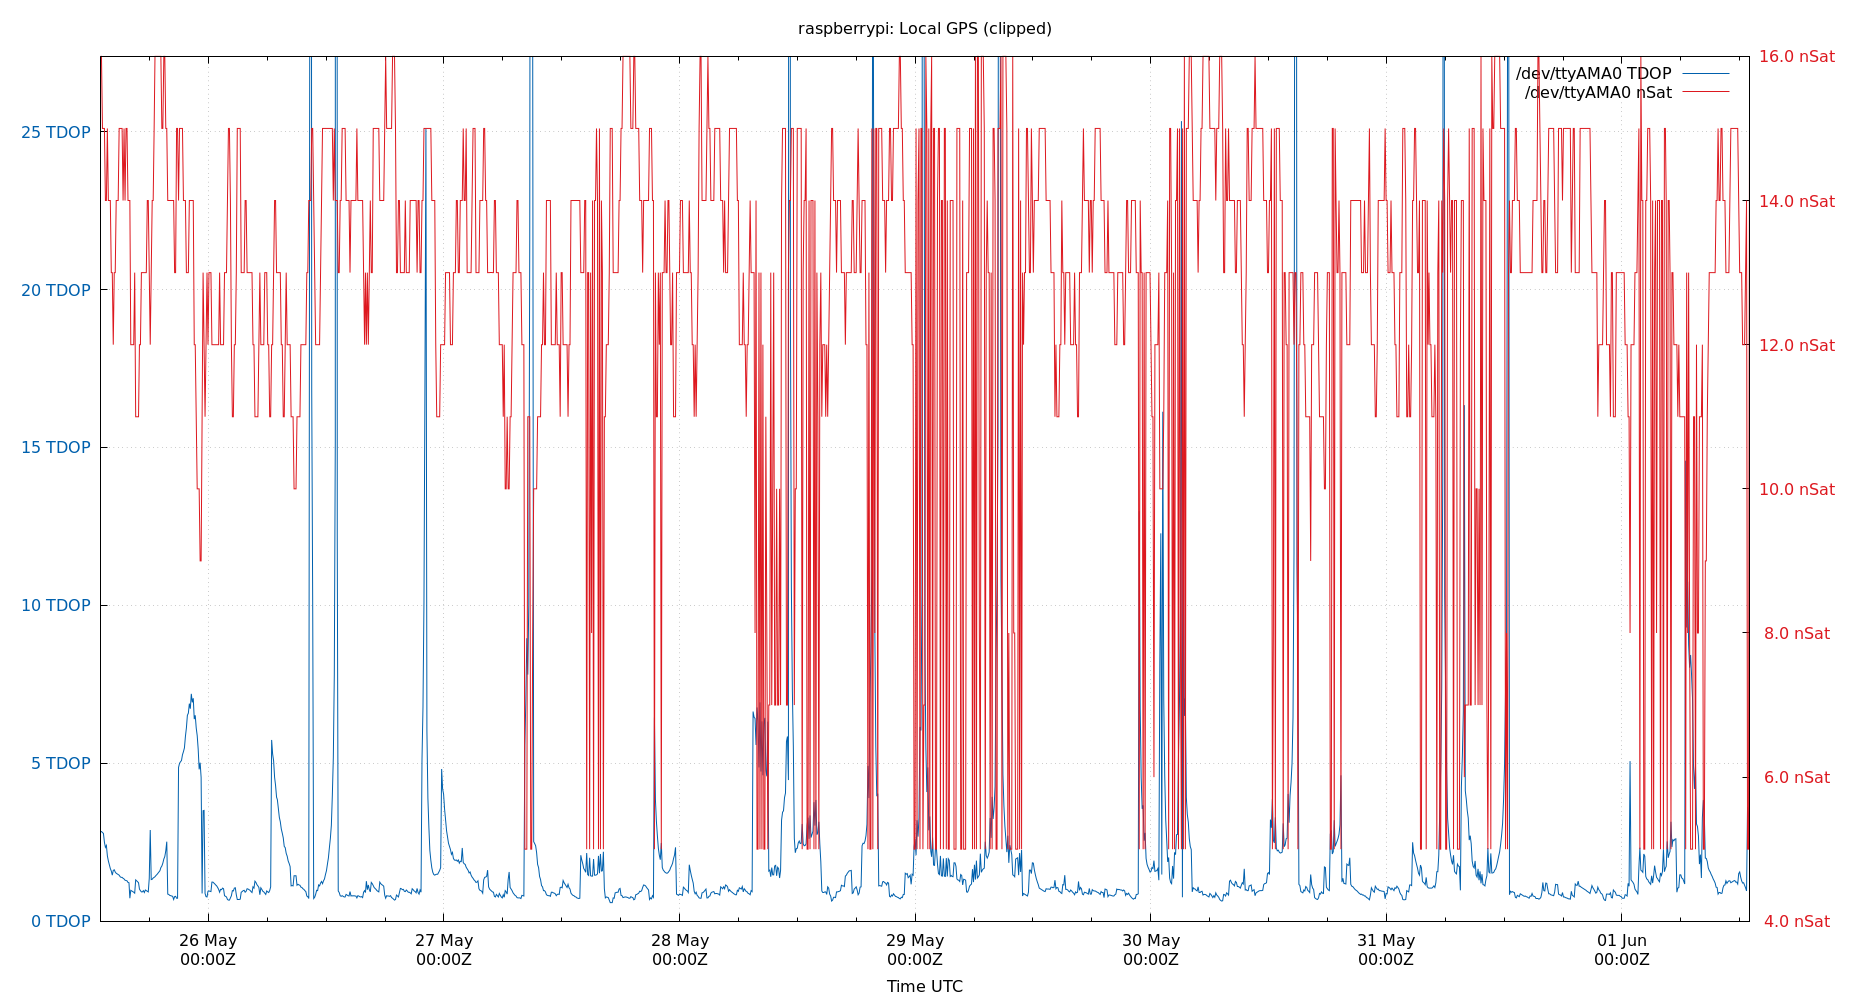 raspberrypi: Local GPS (clipped)
16.0 nSat
/dev/ttyAMA0 TDOP
/dev/ttyAMA0 nSat
25 TDOP
14.0 nSat
20 TDOP
12.0 nSat
15 TDOP
10.0 nSat
10 TDOP
8.0 nSat
5 TDOP
6.0 nSat
0 TDOP
4.0 nSat
26 May 27 May 28 May 29 May 30 May 31 May 01 Jun
00:00Z 00:00Z 00:00Z 00:00Z 00:00Z 00:00Z 00:00Z
Time UTC